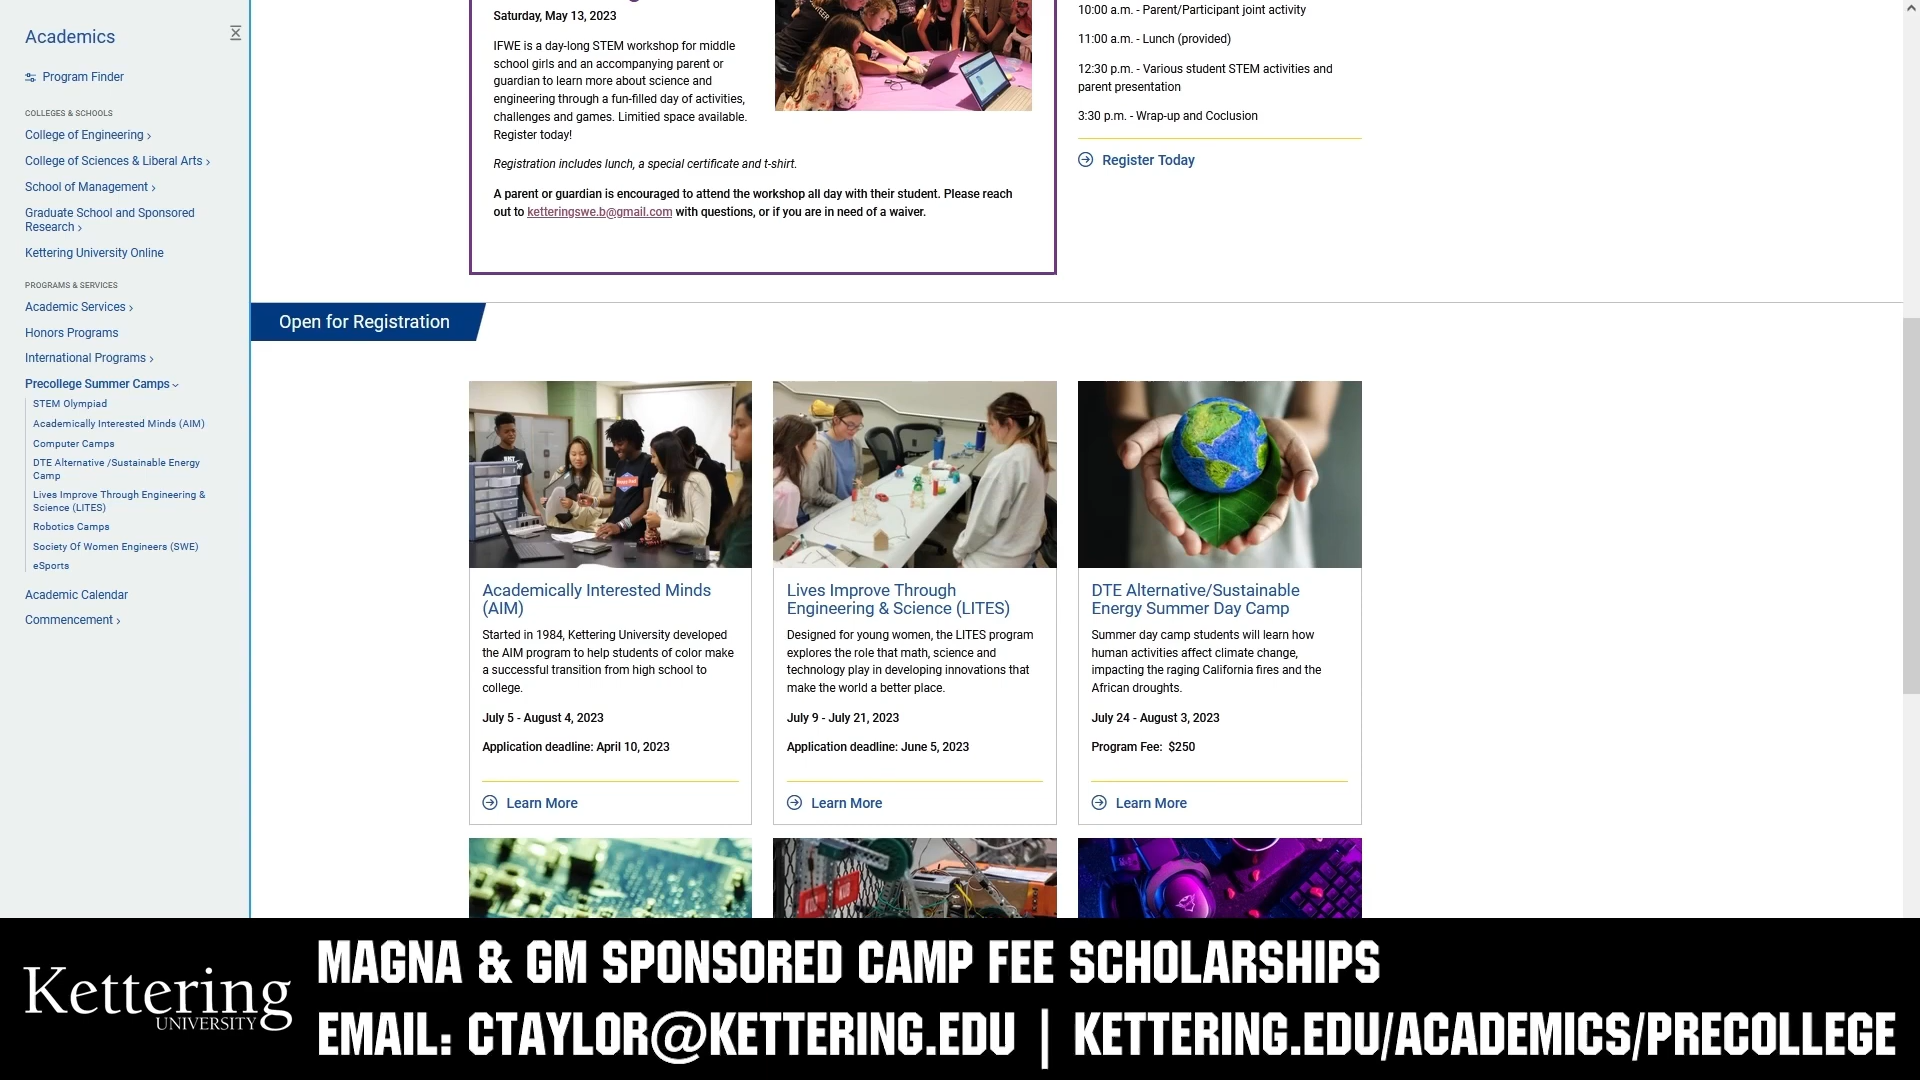 Academics
Program Finder
COLLEGES & SCHOOLS
College of Engineering
College of Sciences & Liberal Arts
School of Management
Graduate School and Sponsored
Research
Kettering University Online
PROGRAMS & SERVICES
Academic Services
Honors Programs
International Programs
Precollege Summer Camps
STEM Olympiad
Academically Interested Minds (AIM)
Computer Camps
DTE Alternative /Sustainable Energy
Camp
Lives Improve Through Engineering &
Science (LITES)
Robotics Camps
Society Of Women Engineers (SWE)
eSports
Academic Calendar
Commencement
Saturday, May 13, 2023
IFWE is a day-long STEM workshop for middle
school girls and an accompanying parent or
guardian to learn more about science and
engineering through a fun-filled day of activities,
challenges and games. Limitied space available.
Register today!
Registration includes lunch, a special certificate and t-shirt.
A parent or guardian is encouraged to attend the workshop all day with their student. Please reach
out to ketteringswe.b@gmail.com with questions, or if you are in need of a waiver.
10:00 a.m. - Parent/Participant joint activity
11:00 a.m. - Lunch (provided)
12:30 p.m. - Various student STEM activities and
parent presentation
3:30 p.m. - Wrap-up and Coclusion
Register Today
Open for Registration
Academically Interested Minds
(AIM)
Started in 1984, Kettering University developed
the AIM program to help students of color make
a successful transition from high school to
college.
July 5 - August 4, 2023
Application deadline: April 10, 2023
Learn More
Lives Improve Through
Engineering & Science (LITES)
Designed for young women, the LITES program
explores the role that math, science and
technology play in developing innovations that
make the world a better place.
July 9 - July 21, 2023
Application deadline: June 5, 2023
Learn More
DTE Alternative/Sustainable
Energy Summer Day Camp
Summer day camp students will learn how
human activities affect climate change,
impacting the raging California fires and the
African droughts.
July 24 - August 3, 2023
Program Fee: $250
Learn More
Kettering
UNIVERSITY
MAGNA & GM SPONSORED CAMP FEE SCHOLARSHIPS
EMAIL: CTAYLOR@KETTERING.EDU | KETTERING.EDU/ACADEMICS/PRECOLLEGE